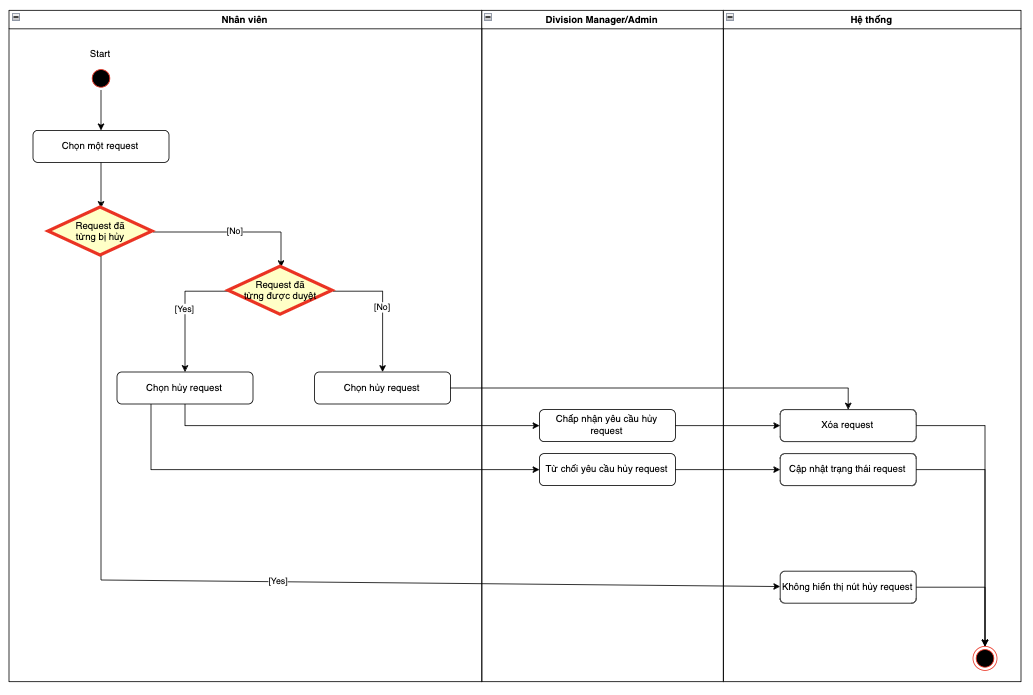 Nhân viên
Division Manager/Admin
Hệ thống
Start
Chọn một request
Request đã
từng bị hủy
[No]
Request đã
từng được duyệt
[Yes]
[No]
Chọn hủy request
Chọn hủy request
Chấp nhận yêu cầu hủy
request
Xóa request
Từ chối yêu cầu hủy request
Cập nhật trạng thái request
[Yes]
Không hiển thị nút hủy request